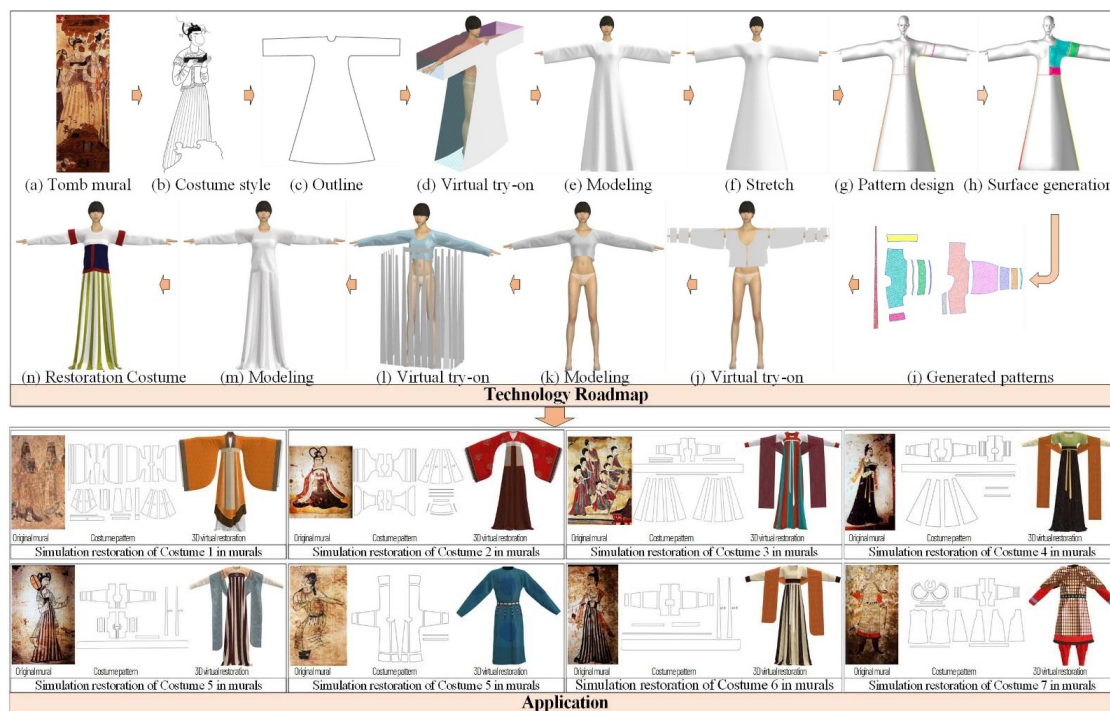 (a) Tomb mural
(b) Costume style
(c) Outline
(d) Virtual try-on
(e) Modeling
(f) Stretch
(g) Pattern design
(h) Surface generation
(n) Restoration Costume
(m) Modeling
(l) Virtual try-on
(k) Modeling
(j) Virtual try-on
(i) Generated patterns
Technology Roadmap
Original mural Costume pattern 3D virtual restoration
Simulation restoration of Costume 1 in murals
Original mural Costume pattern 3D virtual restoration
Simulation restoration of Costume 2 in murals
Original mural Costume pattern 3D virtual restoration
Simulation restoration of Costume 3 in murals
Original mural Costume pattern 3D virtual restoration
Simulation restoration of Costume 4 in murals
Original mural Costume pattern 3D virtual restoration
Simulation restoration of Costume 5 in murals
Original mural Costume pattern 3D virtual restoration
Simulation restoration of Costume 5 in murals
Original mural Costume pattern 3D virtual restoration
Simulation restoration of Costume 6 in murals
Original mural Costume pattern 3D virtual restoration
Simulation restoration of Costume 7 in murals
Application